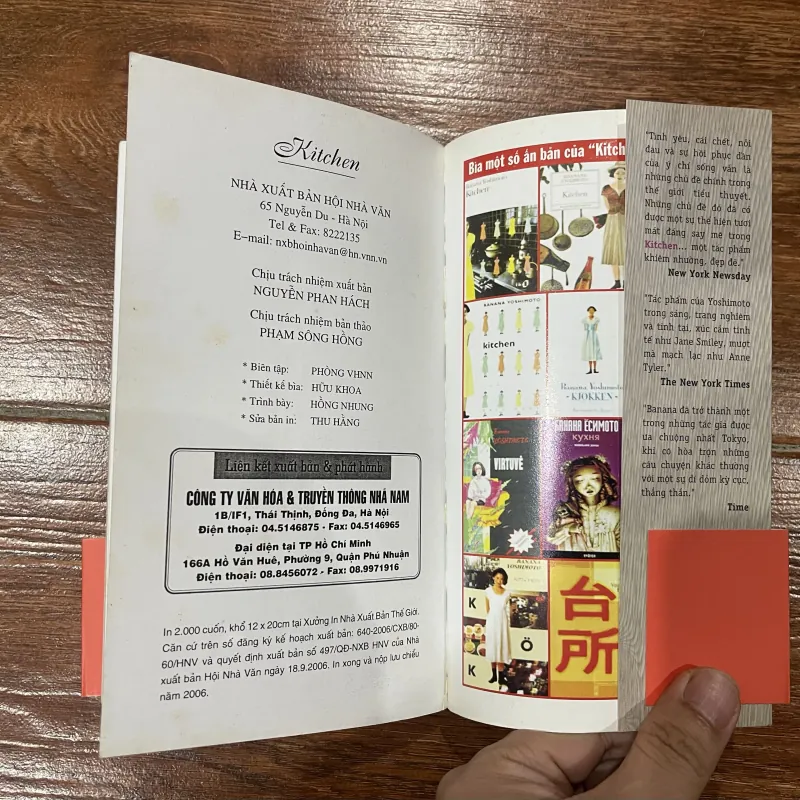 Kitchen
NHÀ XUẤT BẢN HỘI NHÀ VĂN
65 Nguyễn Du - Hà Nội
Tel & Fax: 8222135
E-mail: nxbhoinhavan@hn.vnn.vn
Chịu trách nhiệm xuất bản
NGUYỄN PHAN HÁCH
Chịu trách nhiệm bản thảo
PHẠM SÔNG HỒNG
* Biên tập: PHÒNG VHNN
* Thiết kế bìa: HỮU KHOA
* Trình bày: HỒNG NHUNG
* Sửa bản in: THU HẰNG
Liên kết xuất bản & phát hành
CÔNG TY VĂN HÓA & TRUYỀN THÔNG NHÃ NAM
1B/IF1, Thái Thịnh, Đống Đa, Hà Nội
Điện thoại: 04.5146875 - Fax: 04.5146965
Đại diện tại TP Hồ Chí Minh
166A Hồ Văn Huê, Phường 9, Quận Phú Nhuận
Điện thoại: 08.8456072 - Fax: 08.9971916
In 2.000 cuốn, khổ 12 x 20cm tại Xưởng In Nhà Xuất Bản Thế Giới.
Căn cứ trên số đăng ký kế hoạch xuất bản: 640-2006/CXB/80-
60/HNV và quyết định xuất bản số 497/QĐ-NXB HNV của Nhà
xuất bản Hội Nhà Văn ngày 18.9.2006. In xong và nộp lưu chiểu
năm 2006.
Bìa một số ấn bản của "Kitch
Banana Yoshimoto
Kitchen
Kitchen
BANANA YOSHIMOTO
kitchen
Banana Yoshimoto
KJØKKEN
YOSHIMOTO
VIRTUVĖ
BANANA ЁСИМОТО
КУХНЯ
BANANA
YOSHIMOTO
K
K
Ö
台
所
"Tình yêu, cái chết, nỗi
đau và sự hồi phục dần
của ý chí sống vẫn là
những chủ đề chính trong
thế giới tiểu thuyết.
Những chủ đề đó đã có
được một sự thể hiện tươi
mát đáng say mê trong
Kitchen... một tác phẩm
khiêm nhường, đẹp đẽ."
New York Newsday
"Tác phẩm của Yoshimoto
trong sáng, trang nghiêm
và tinh tại, xúc cảm tinh
tế như Jane Smiley, mượt
mà mạch lạc như Anne
Tyler."
The New York Times
"Banana đã trở thành một
trong những tác giả được
ưa chuộng nhất Tokyo,
khi cô hòa trộn những
câu chuyện khác thường
với một sự dí dỏm kỳ cục,
thẳng thắn."
Time